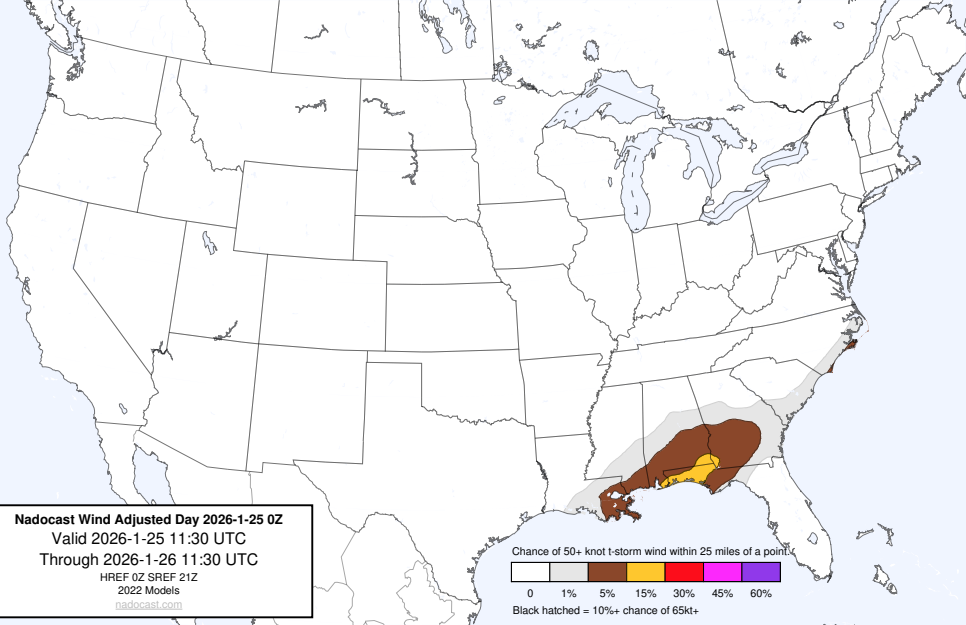 Nadocast Wind Adjusted Day 2026-1-25 0Z
Valid 2026-1-25 11:30 UTC
Through 2026-1-26 11:30 UTC
HREF 0Z SREF 21Z
2022 Models
nadocast.com
Chance of 50+ knot t-storm wind within 25 miles of a point.
0 1% 5% 15% 30% 45% 60%
Black hatched = 10%+ chance of 65kt+